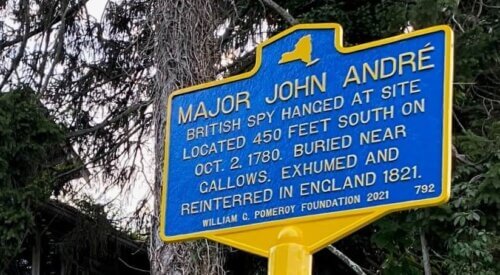 MAJOR JOHN ANDRÉ
BRITISH SPY HANGED AT SITE
LOCATED 450 FEET SOUTH ON
OCT. 2, 1780. BURIED NEAR
GALLOWS. EXHUMED AND
REINTERRED IN ENGLAND 1821.
WILLIAM G. POMEROY FOUNDATION 2021 792